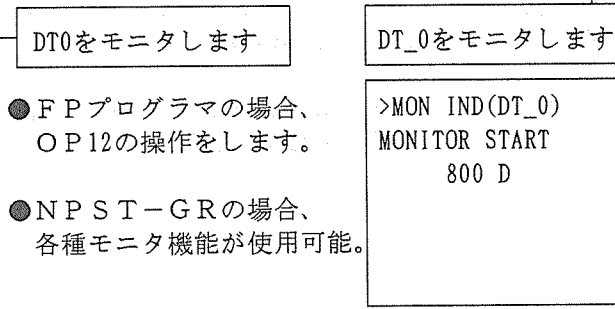 DT0をモニタします
●FPプログラマの場合、
OP12の操作をします。
●NPST-GRの場合、
各種モニタ機能が使用可能。
DT_0をモニタします
>MON IND(DT_0)
MONITOR START
800 D